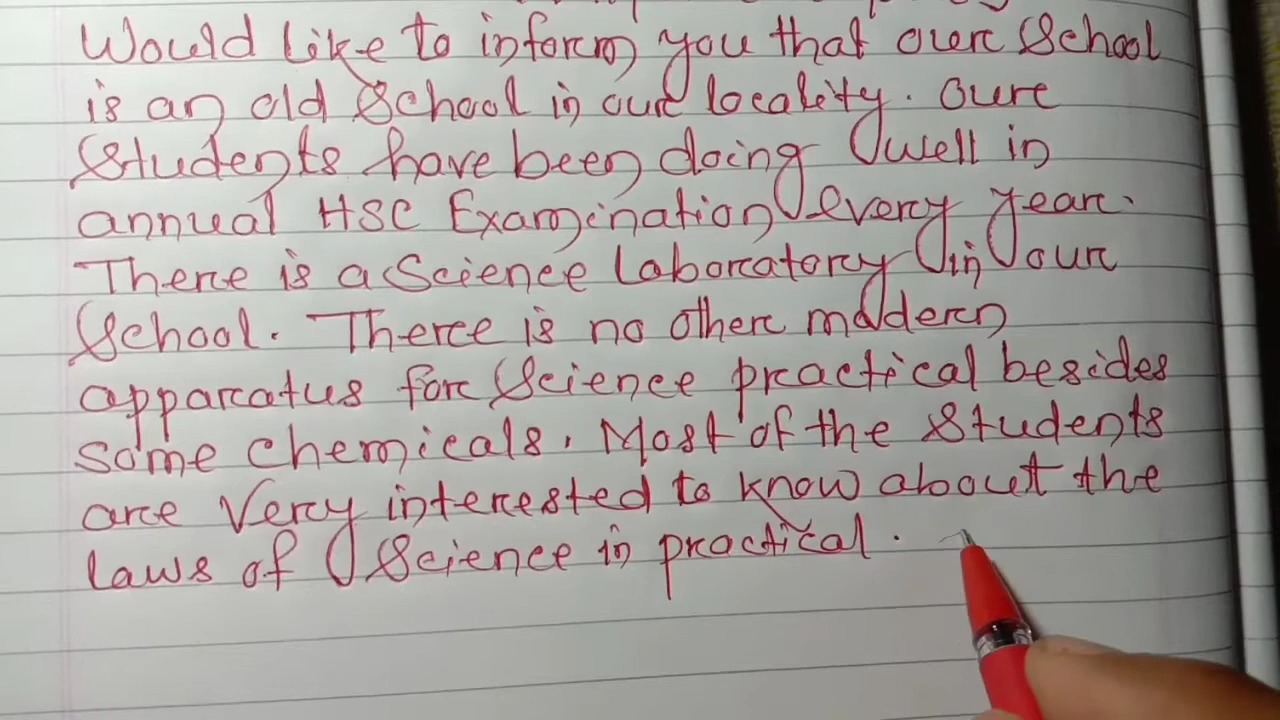 Would like to inform you that our School
is an old School in our locality. Our
Students have been doing well in
annual HSC Examination every year.
There is a Science Laboratory in our
School. There is no other modern
apparatus for Science practical besides
some chemicals. Most of the Students
are Very interested to know about the
laws of Science in practical.